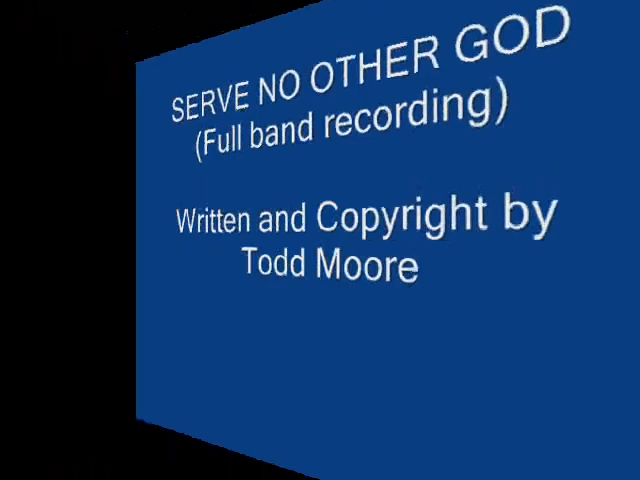 SERVE NO OTHER GOD
(Full band recording)
Written and Copyright by
Todd Moore